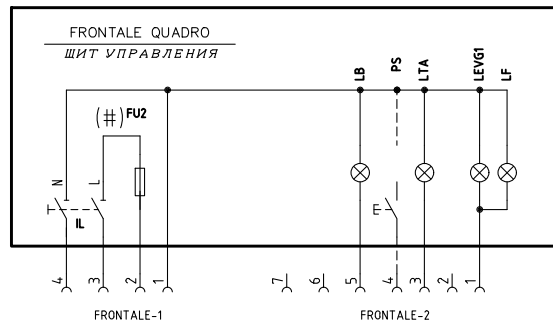 FRONTALE QUADRO
ЩИТ УПРАВЛЕНИЯ
LB
PS
LTA
LEVG1
LF
(#) FU2
N
L
IL
4
3
2
1
7
6
5
4
3
2
1
FRONTALE-1
FRONTALE-2